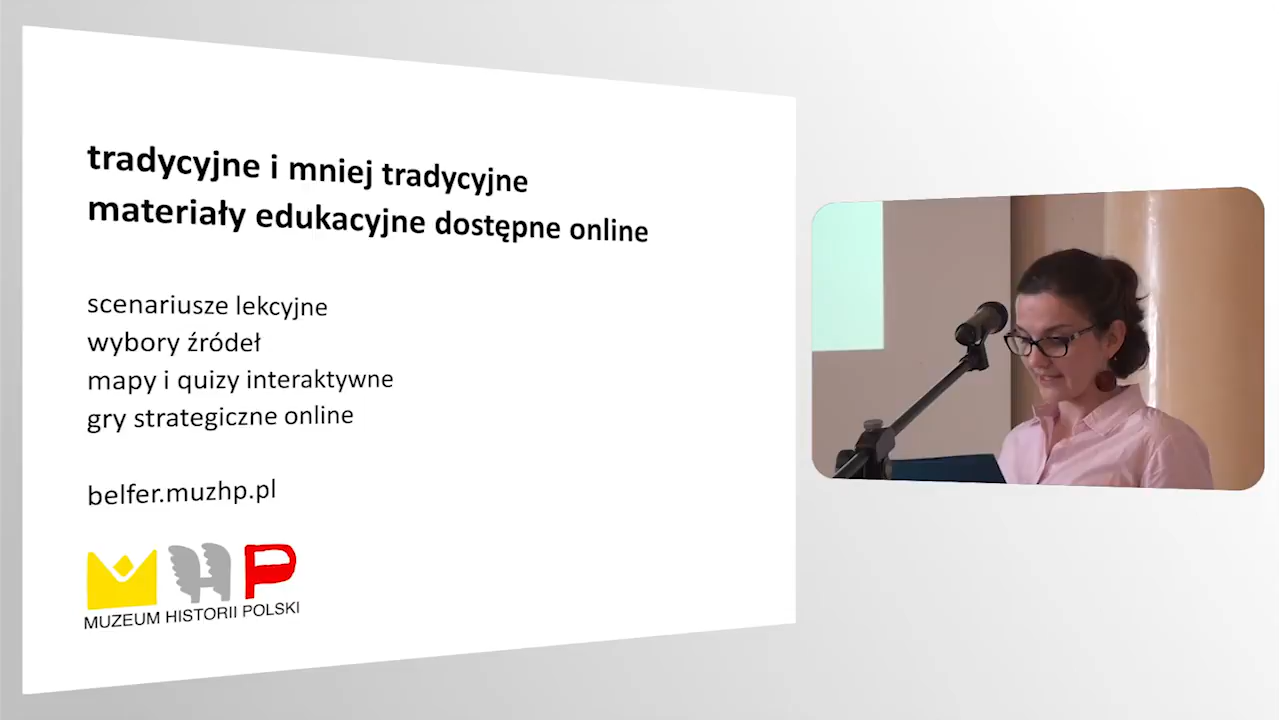 tradycyjne i mniej tradycyjne
materiały edukacyjne dostępne online
scenariusze lekcyjne
wybory źródeł
mapy i quizy interaktywne
gry strategiczne online
belfer.muzhp.pl
MHP
MUZEUM HISTORII POLSKI